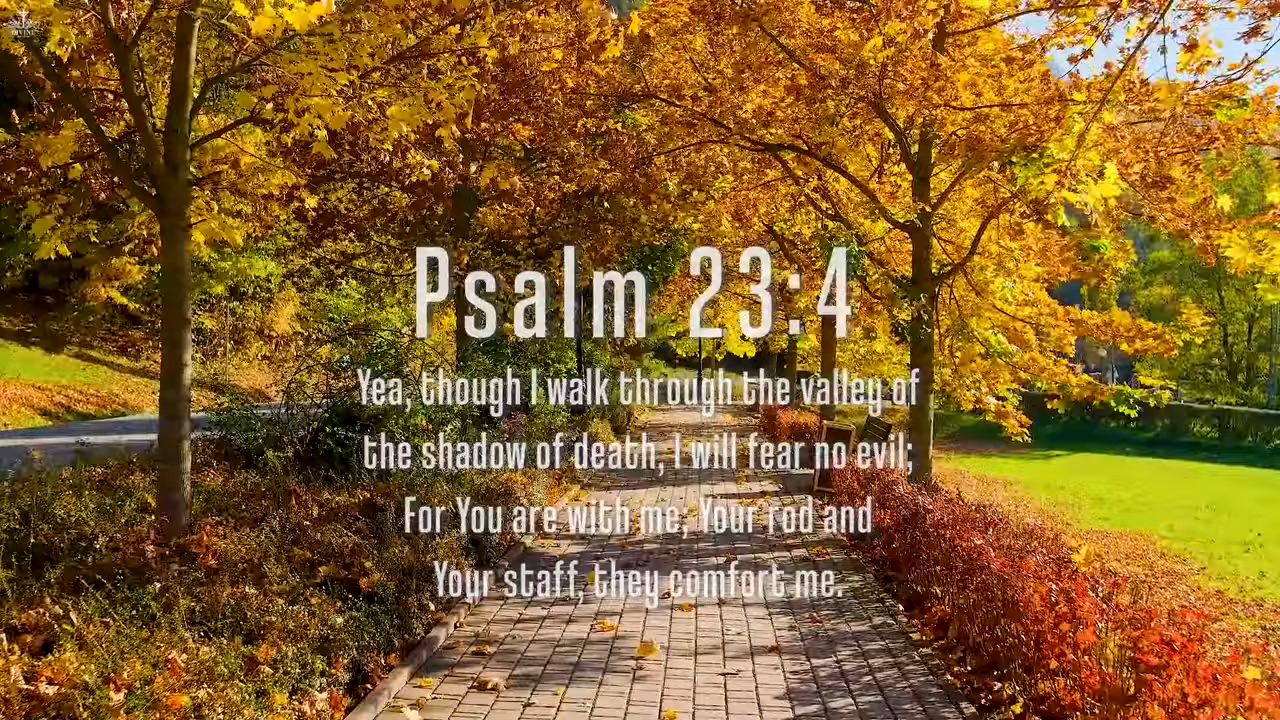 DIVINE
Psalm 23:4
Yea, though I walk through the valley of
the shadow of death, I will fear no evil;
For You are with me; Your rod and
Your staff, they comfort me.